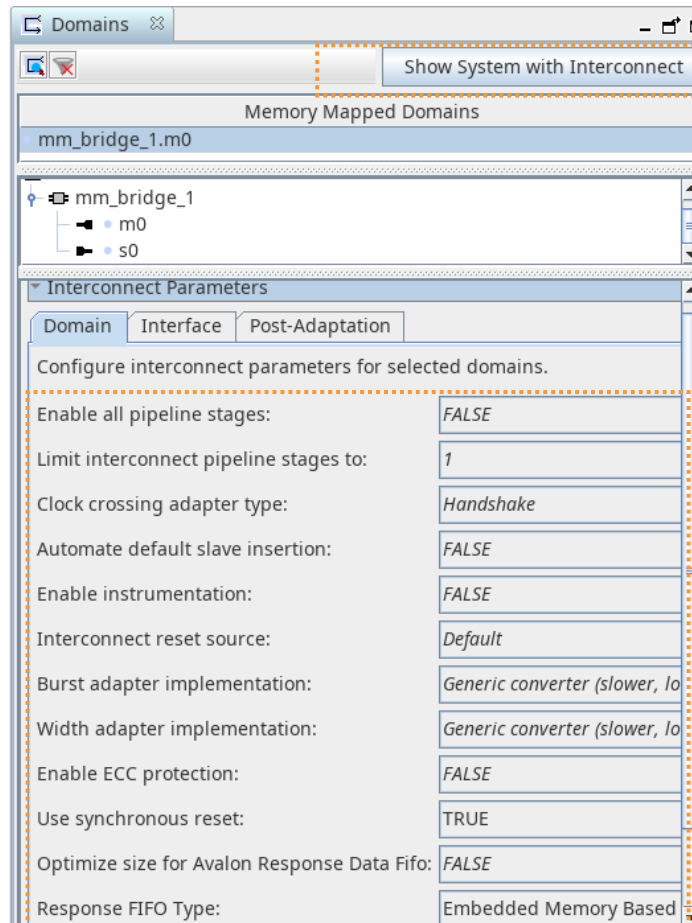 Domains
Show System with Interconnect
Memory Mapped Domains
mm_bridge_1.m0
mm_bridge_1
m0
s0
Interconnect Parameters
Domain Interface Post-Adaptation
Configure interconnect parameters for selected domains.
Enable all pipeline stages: FALSE
Limit interconnect pipeline stages to: 1
Clock crossing adapter type: Handshake
Automate default slave insertion: FALSE
Enable instrumentation: FALSE
Interconnect reset source: Default
Burst adapter implementation: Generic converter (slower, lo
Width adapter implementation: Generic converter (slower, lo
Enable ECC protection: FALSE
Use synchronous reset: TRUE
Optimize size for Avalon Response Data Fifo: FALSE
Response FIFO Type: Embedded Memory Based